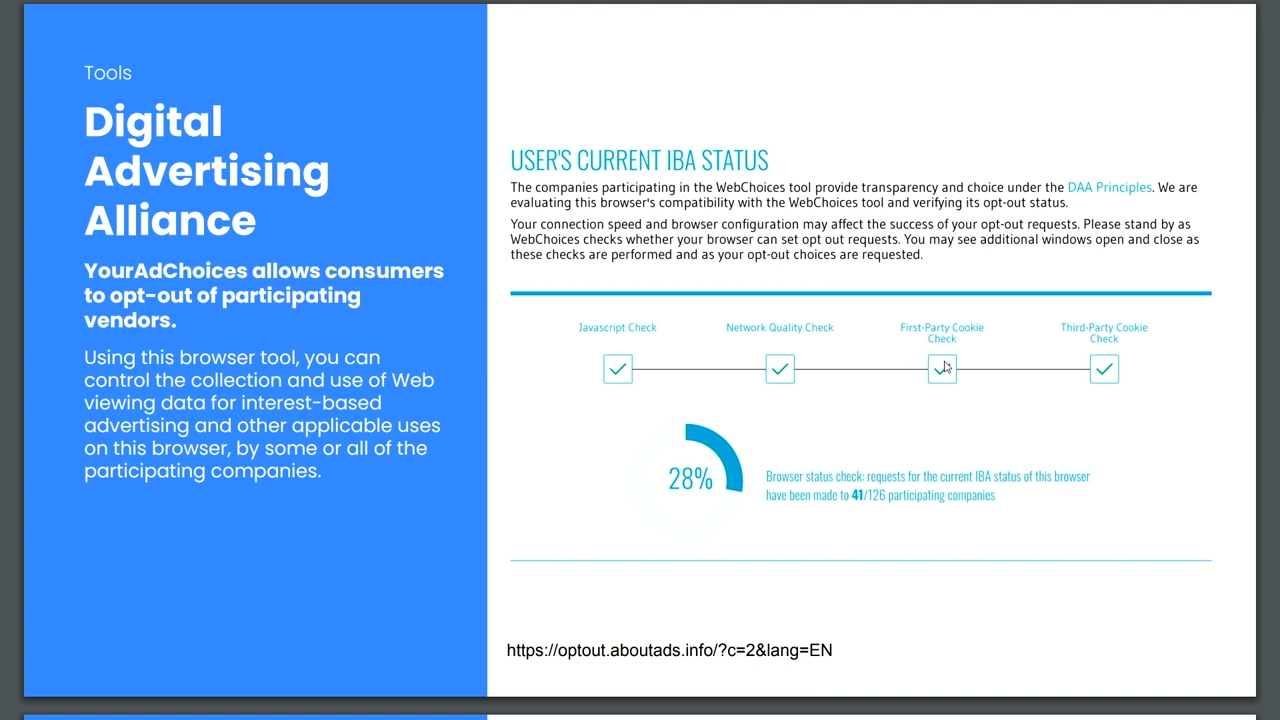 Tools
Digital
Advertising
Alliance
YourAdChoices allows consumers
to opt-out of participating
vendors.
Using this browser tool, you can
control the collection and use of Web
viewing data for interest-based
advertising and other applicable uses
on this browser, by some or all of the
participating companies.
USER'S CURRENT IBA STATUS
The companies participating in the WebChoices tool provide transparency and choice under the DAA Principles. We are
evaluating this browser's compatibility with the WebChoices tool and verifying its opt-out status.
Your connection speed and browser configuration may affect the success of your opt-out requests. Please stand by as
WebChoices checks whether your browser can set opt out requests. You may see additional windows open and close as
these checks are performed and as your opt-out choices are requested.
Javascript Check
Network Quality Check
First-Party Cookie
Check
Third-Party Cookie
Check
28%
Browser status check: requests for the current IBA status of this browser
have been made to 41/126 participating companies
https://optout.aboutads.info/?c=2&lang=EN